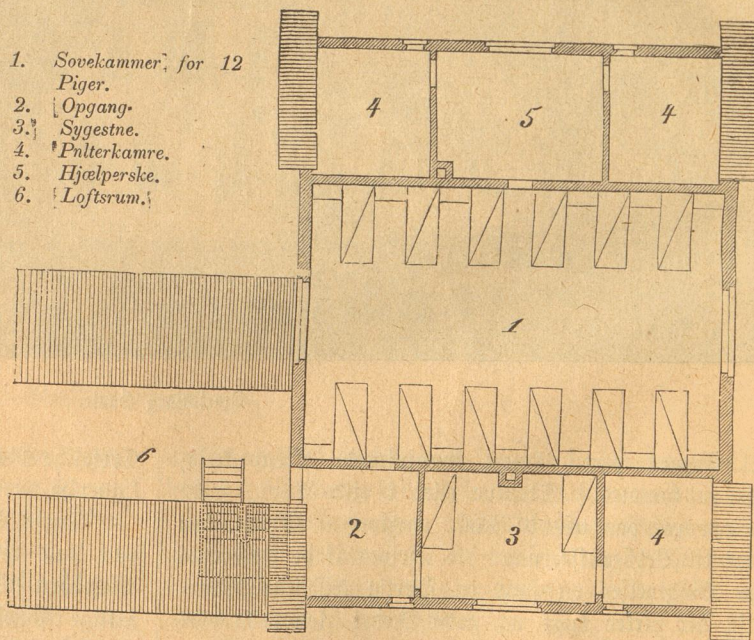 1. Sovekammer for 12
Piger.
2. Opgang.
3. Sygestne.
4. Pnlterkamre.
5. Hjælperske.
6. Loftsrum.
4
5
4
1
6
2
3
4